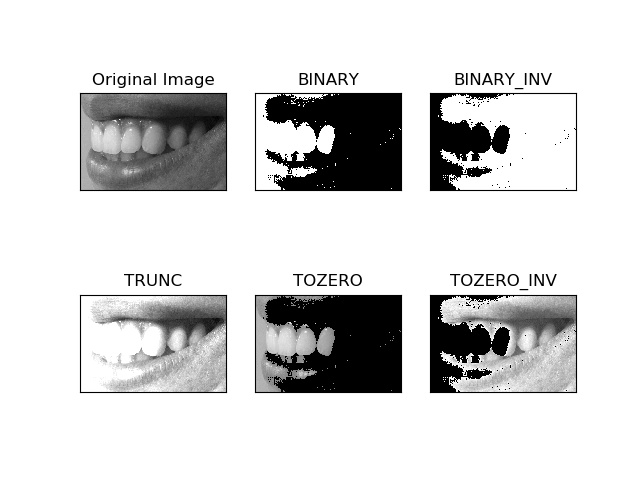 Original Image
BINARY
BINARY_INV
TRUNC
TOZERO
TOZERO_INV